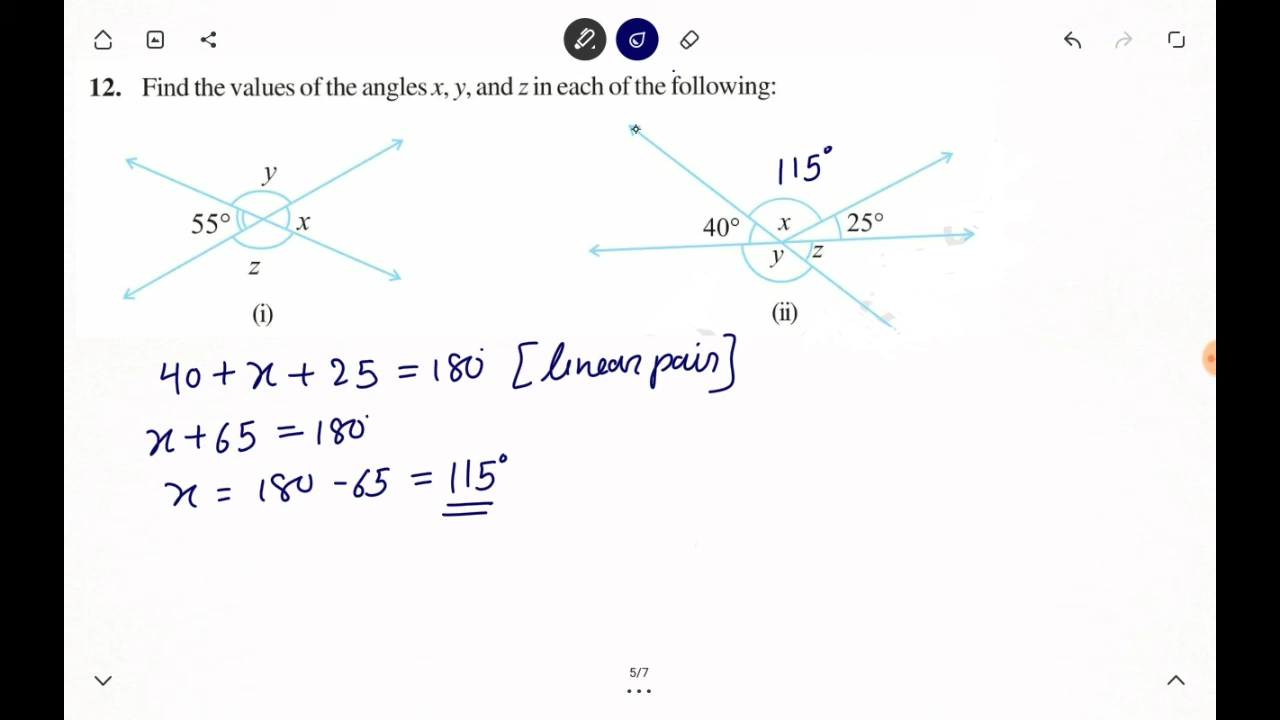 12. Find the values of the angles x, y, and z in each of the following:
y
55°
x
z
(i)
115°
40°
x
25°
y
z
(ii)
40 + x + 25 = 180° [linear pair]
x + 65 = 180°
x = 180 - 65 = 115°
5/7